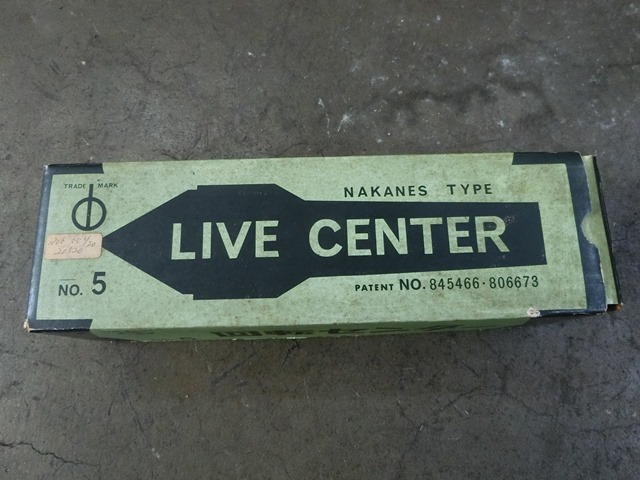 TRADE MARK
NAKANES TYPE
LIVE CENTER
NO. 5
PATENT NO. 845466・806673